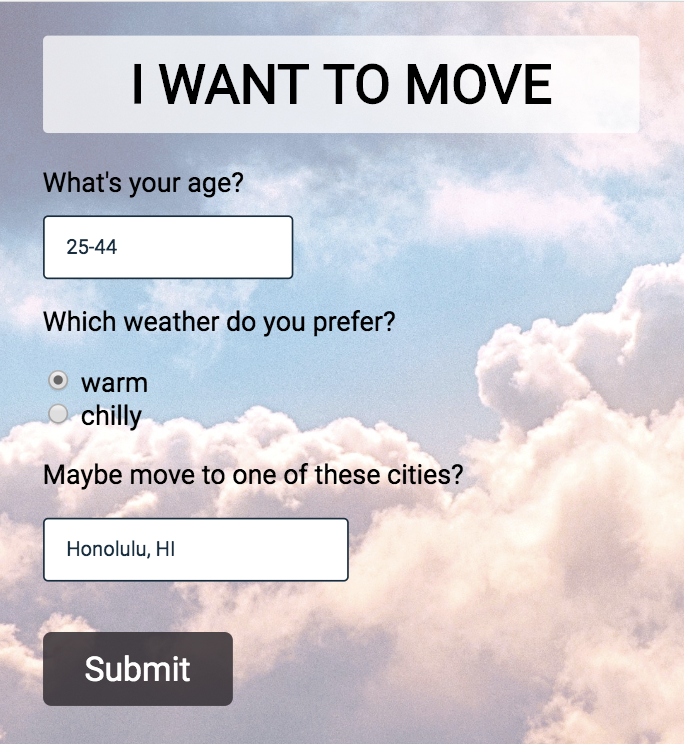 I WANT TO MOVE
What's your age?
25-44
Which weather do you prefer?
warm
chilly
Maybe move to one of these cities?
Honolulu, HI
Submit